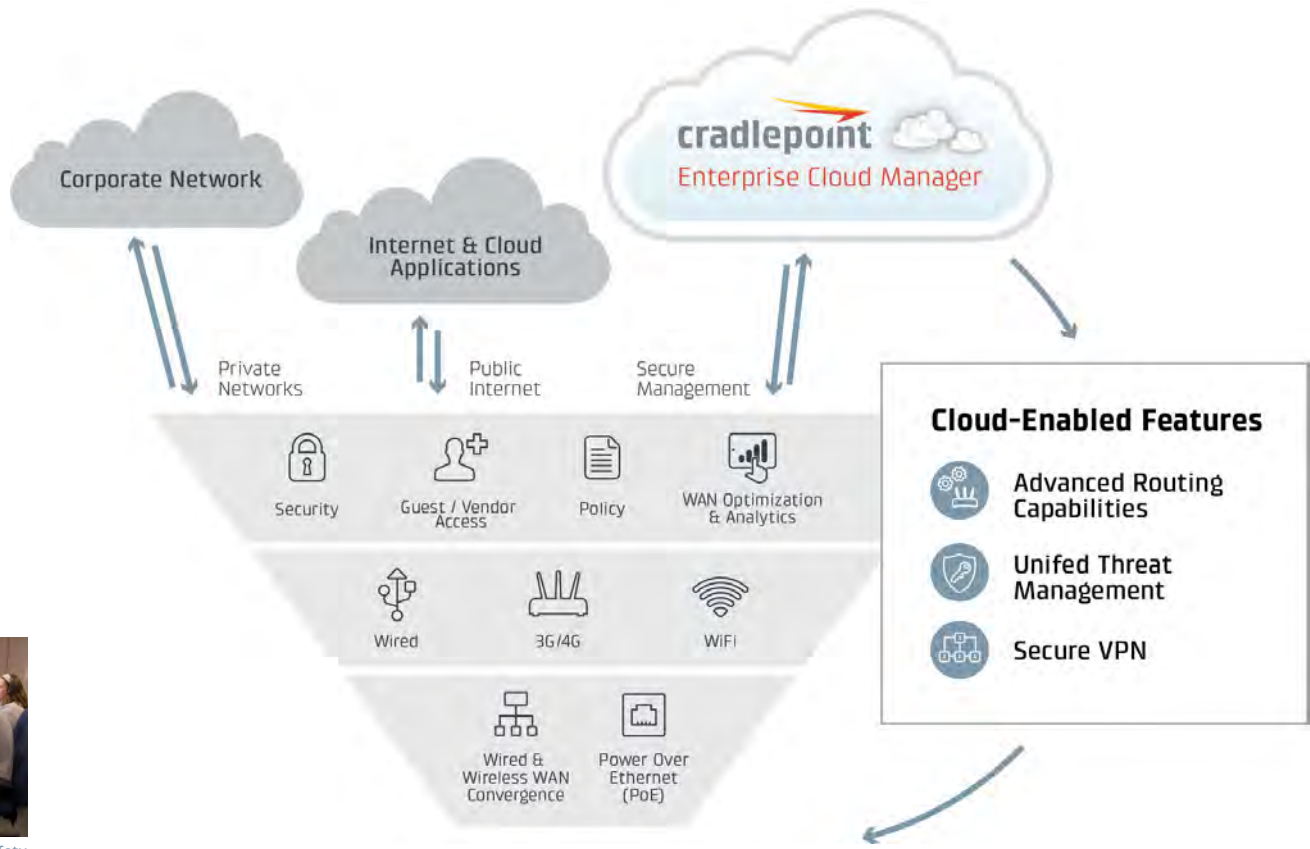 cradlepoint
Enterprise Cloud Manager
Corporate Network
Internet & Cloud
Applications
Private
Networks
Public
Internet
Secure
Management
Security
Guest / Vendor
Access
Policy
WAN Optimization
& Analytics
Wired
3G/4G
WiFi
Wired &
Wireless WAN
Convergence
Power Over
Ethernet
(PoE)
Cloud-Enabled Features
Advanced Routing
Capabilities
Unifed Threat
Management
Secure VPN